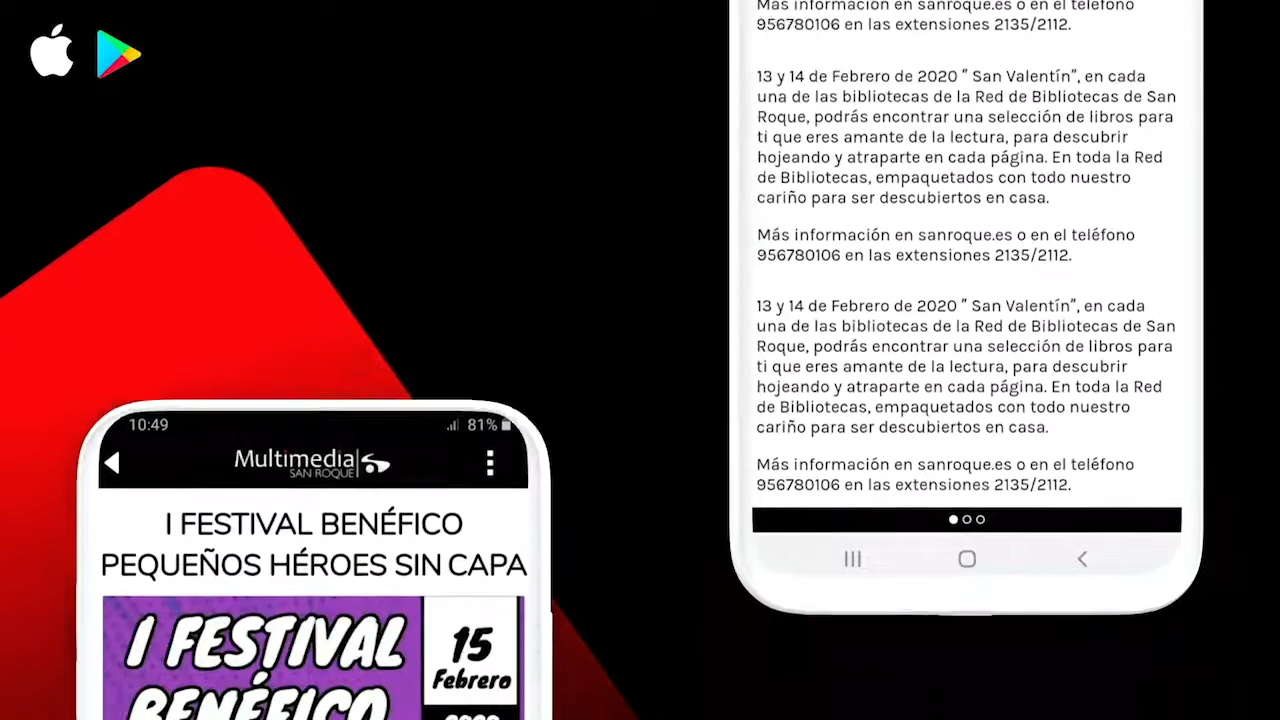 Más información en sanroque.es o en el teléfono
956780106 en las extensiones 2135/2112.
13 y 14 de Febrero de 2020 " San Valentín", en cada
una de las bibliotecas de la Red de Bibliotecas de San
Roque, podrás encontrar una selección de libros para
ti que eres amante de la lectura, para descubrir
hojeando y atraparte en cada página. En toda la Red
de Bibliotecas, empaquetados con todo nuestro
cariño para ser descubiertos en casa.
Más información en sanroque.es o en el teléfono
956780106 en las extensiones 2135/2112.
13 y 14 de Febrero de 2020 " San Valentín", en cada
una de las bibliotecas de la Red de Bibliotecas de San
Roque, podrás encontrar una selección de libros para
ti que eres amante de la lectura, para descubrir
hojeando y atraparte en cada página. En toda la Red
de Bibliotecas, empaquetados con todo nuestro
cariño para ser descubiertos en casa.
Más información en sanroque.es o en el teléfono
956780106 en las extensiones 2135/2112.
10:49 81%
Multimedia
SAN ROQUE
I FESTIVAL BENÉFICO
PEQUEÑOS HÉROES SIN CAPA
I FESTIVAL
BENÉFICO
15
Febrero
2020